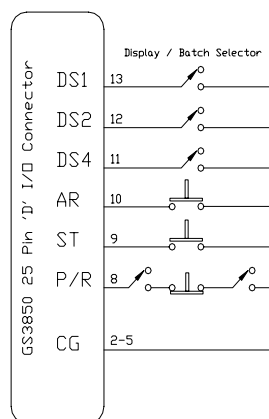 Display / Batch Selector
GS3850 25 Pin 'D' I/O Connector
DS1 13
DS2 12
DS4 11
AR 10
ST 9
P/R 8
CG 2-5